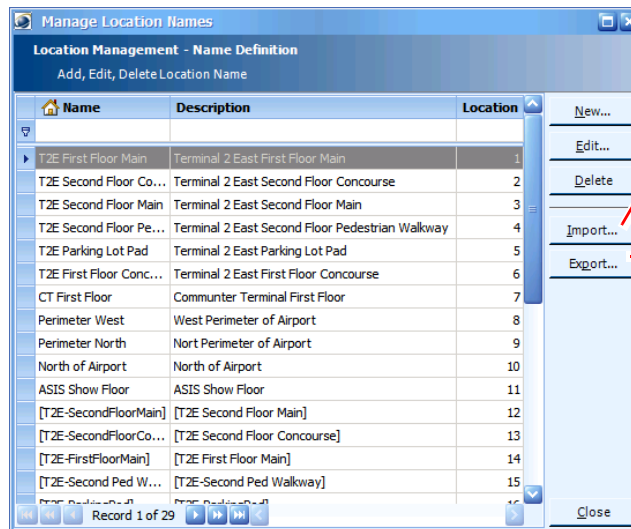 Manage Location Names
Location Management - Name Definition
Add, Edit, Delete Location Name
Name Description Location
T2E First Floor Main Terminal 2 East First Floor Main 1
T2E Second Floor Co... Terminal 2 East Second Floor Concourse 2
T2E Second Floor Main Terminal 2 East Second Floor Main 3
T2E Second Floor Pe... Terminal 2 East Second Floor Pedestrian Walkway 4
T2E Parking Lot Pad Terminal 2 East Parking Lot Pad 5
T2E First Floor Conc... Terminal 2 East First Floor Concourse 6
CT First Floor Communter Terminal First Floor 7
Perimeter West West Perimeter of Airport 8
Perimeter North Nort Perimeter of Airport 9
North of Airport North of Airport 10
ASIS Show Floor ASIS Show Floor 11
[T2E-SecondFloorMain] [T2E Second Floor Main] 12
[T2E-SecondFloorCo... [T2E Second Floor Concourse] 13
[T2E-FirstFloorMain] [T2E First Floor Main] 14
[T2E-Second Ped W... [T2E-Second Ped Walkway] 15
[T2E-ParkingPad] [T2E-ParkingPad] 16
Record 1 of 29
New...
Edit...
Delete
Import...
Export...
Close